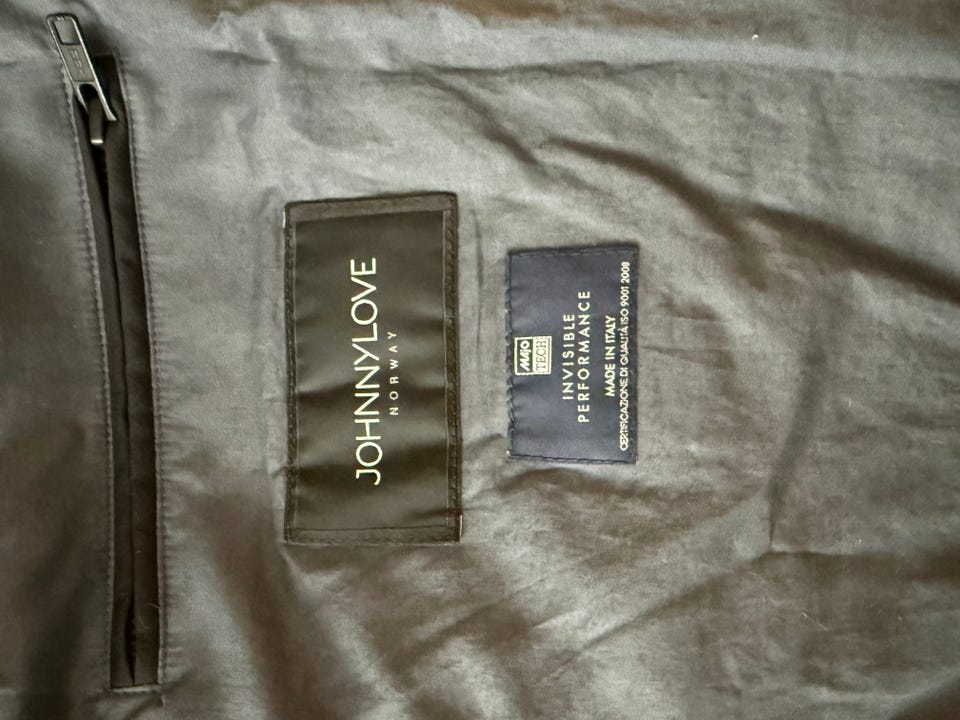 JOHNNYLOVE
NORWAY
MAJO
TECH
INVISIBLE
PERFORMANCE
MADE IN ITALY
CERTIFICAZIONE DI QUALITÀ ISO 9001 2008